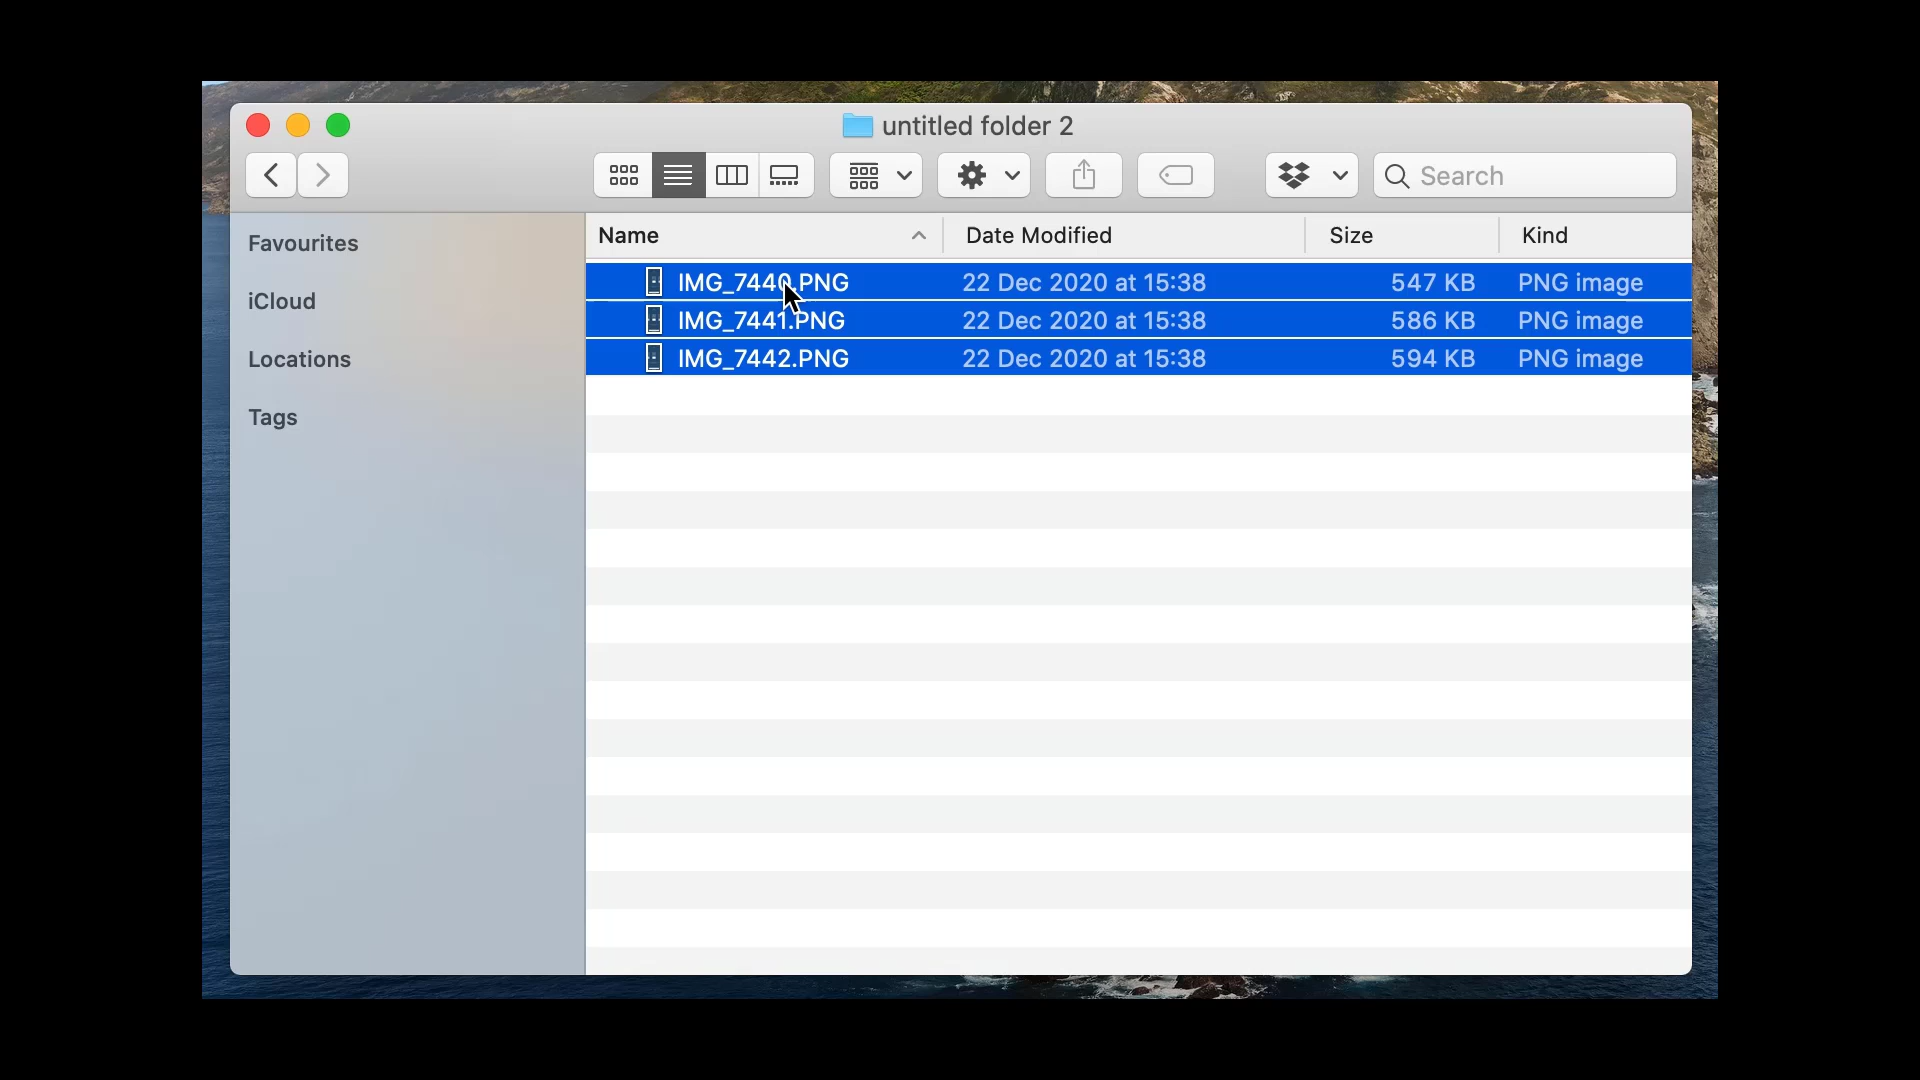 untitled folder 2
Search
Favourites
iCloud
Locations
Tags
Name Date Modified Size Kind
IMG_7440.PNG 22 Dec 2020 at 15:38 547 KB PNG image
IMG_7441.PNG 22 Dec 2020 at 15:38 586 KB PNG image
IMG_7442.PNG 22 Dec 2020 at 15:38 594 KB PNG image